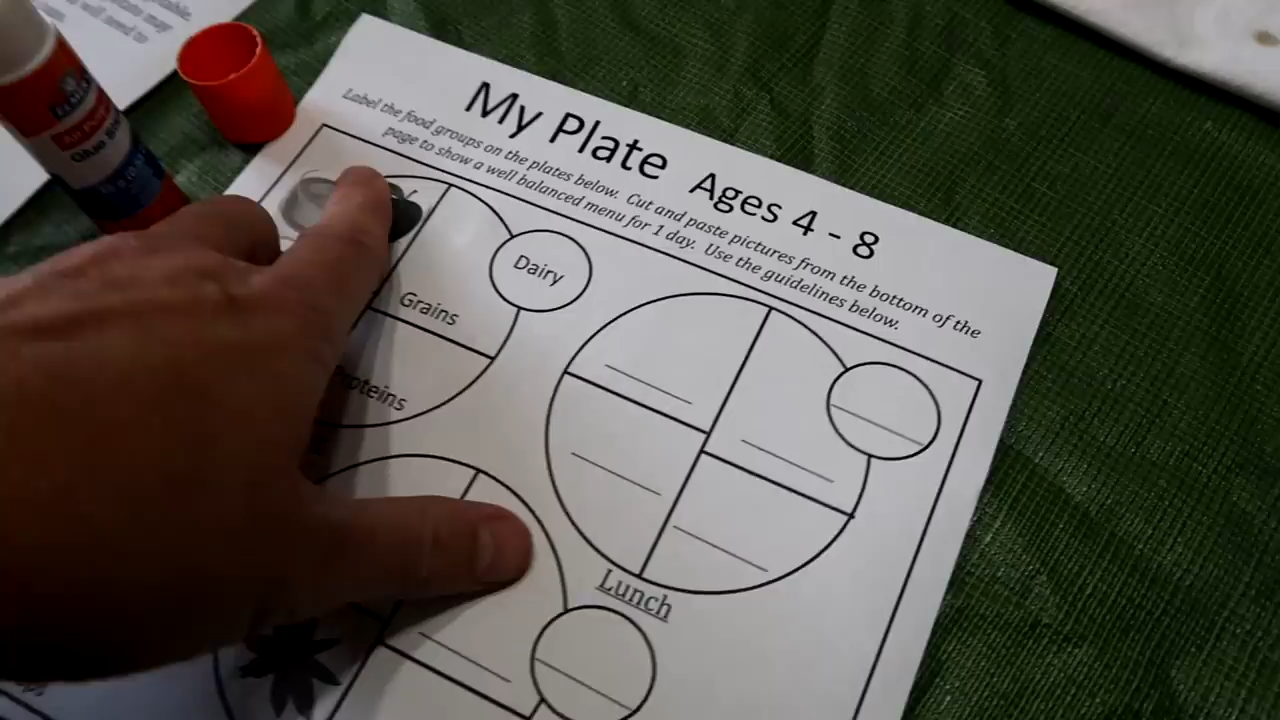 My Plate Ages 4 - 8
Label the food groups on the plates below. Cut and paste pictures from the bottom of the
page to show a well balanced menu for 1 day. Use the guidelines below.
Dairy
Grains
Proteins
Lunch
Glue